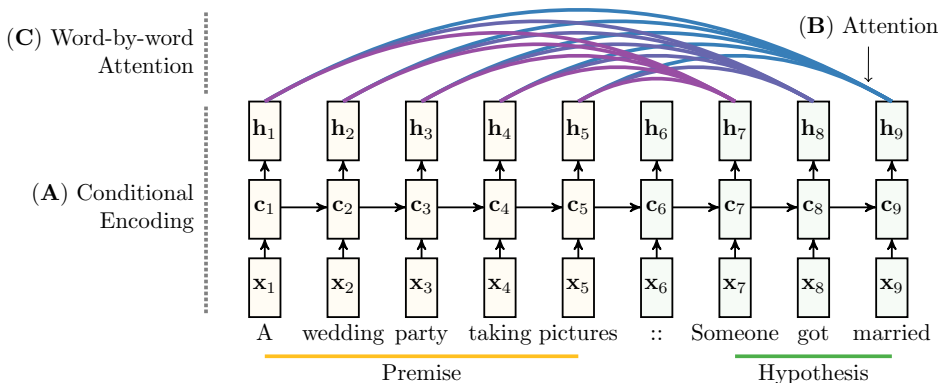 (C) Word-by-word
Attention
(B) Attention
h1 h2 h3 h4 h5 h6 h7 h8 h9
(A) Conditional
Encoding
c1 c2 c3 c4 c5 c6 c7 c8 c9
x1 x2 x3 x4 x5 x6 x7 x8 x9
A wedding party taking pictures :: Someone got married
Premise Hypothesis